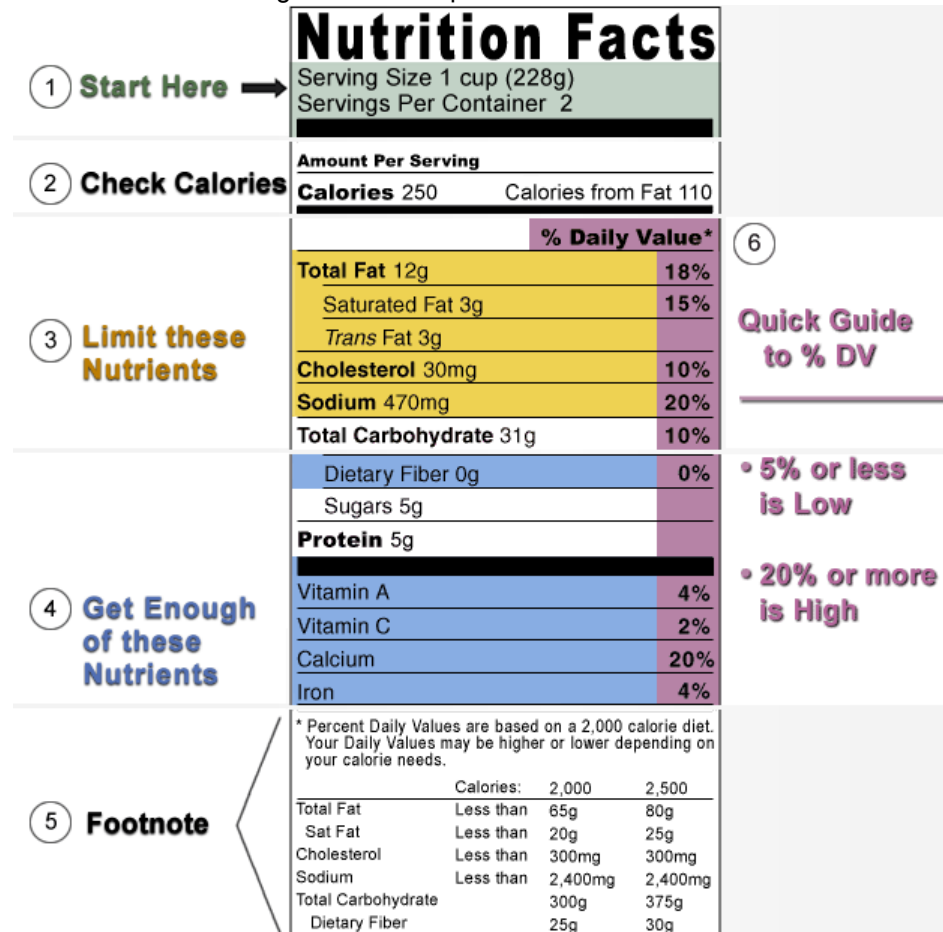 Nutrition Facts
1 Start Here
Serving Size 1 cup (228g)
Servings Per Container 2
Amount Per Serving
2 Check Calories
Calories 250 Calories from Fat 110
% Daily Value*
6
Total Fat 12g 18%
Saturated Fat 3g 15%
Quick Guide
to % DV
3 Limit these
Nutrients
Trans Fat 3g
Cholesterol 30mg 10%
Sodium 470mg 20%
Total Carbohydrate 31g 10%
Dietary Fiber 0g 0%
• 5% or less
is Low
Sugars 5g
Protein 5g
• 20% or more
is High
4 Get Enough
of these
Nutrients
Vitamin A 4%
Vitamin C 2%
Calcium 20%
Iron 4%
* Percent Daily Values are based on a 2,000 calorie diet.
Your Daily Values may be higher or lower depending on
your calorie needs.
5 Footnote
Calories: 2,000 2,500
Total Fat Less than 65g 80g
Sat Fat Less than 20g 25g
Cholesterol Less than 300mg 300mg
Sodium Less than 2,400mg 2,400mg
Total Carbohydrate 300g 375g
Dietary Fiber 25g 30g